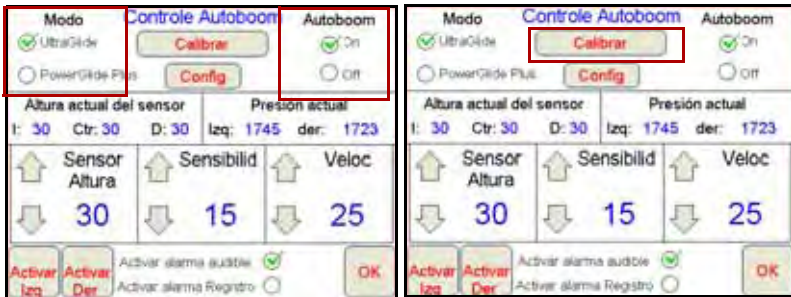 Modo Controle Autoboom Autoboom
UltraGlide Calibrar On
PowerGlide Plus Config Off
Altura actual del sensor Presión actual
I: 30 Ctr: 30 D: 30 Izq: 1745 der: 1723
Sensor Altura Sensibilid Veloc
30 15 25
Activar Izq Activar Der Activar alarma audible OK
Activar alarma Registro
Modo Controle Autoboom Autoboom
UltraGlide Calibrar On
PowerGlide Plus Config Off
Altura actual del sensor Presión actual
I: 30 Ctr: 30 D: 30 Izq: 1745 der: 1723
Sensor Altura Sensibilid Veloc
30 15 25
Activar Izq Activar Der Activar alarma audible OK
Activar alarma Registro